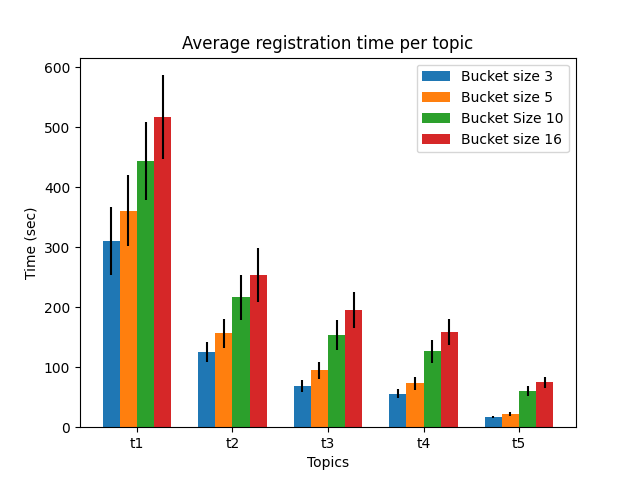 Average registration time per topic
Bucket size 3
Bucket size 5
Bucket Size 10
Bucket size 16
Time (sec)
600
500
400
300
200
100
0
t1 t2 t3 t4 t5
Topics